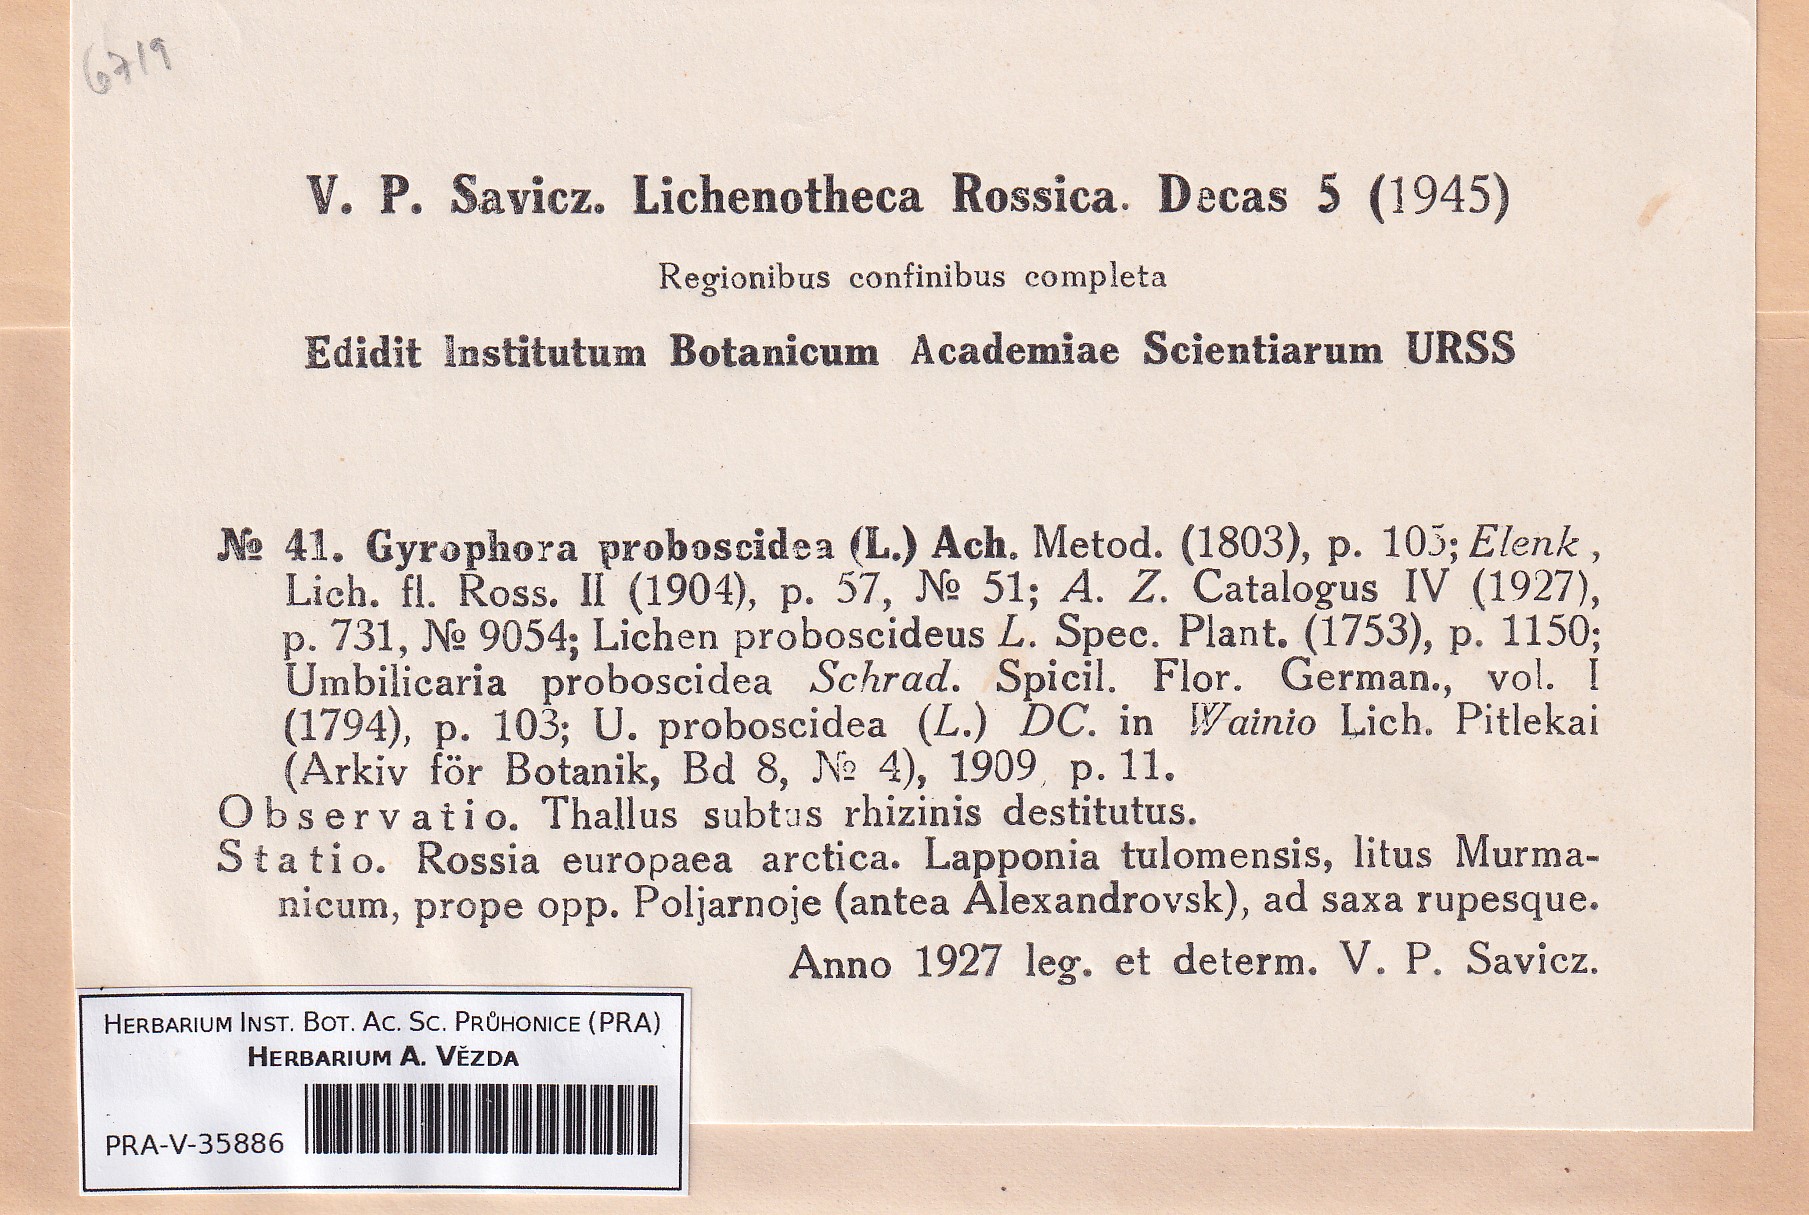 6719
V. P. Savicz. Lichenotheca Rossica. Decas 5 (1945)
Regionibus confinibus completa
Edidit Institutum Botanicum Academiae Scientiarum URSS
№ 41. Gyrophora proboscidea (L.) Ach. Metod. (1803), p. 105; Elenk,
Lich. fl. Ross. II (1904), p. 57, № 51; A. Z. Catalogus IV (1927),
p. 731, № 9054; Lichen proboscideus L. Spec. Plant. (1753), p. 1150;
Umbilicaria proboscidea Schrad. Spicil. Flor. German., vol. I
(1794), p. 103; U. proboscidea (L.) DC. in Wainio Lich. Pitlekai
(Arkiv för Botanik, Bd 8, № 4), 1909, p. 11.
Observatio. Thallus subtus rhizinis destitutus.
Statio. Rossia europaea arctica. Lapponia tulomensis, litus Murma-
nicum, prope opp. Poljarnoje (antea Alexandrovsk), ad saxa rupesque.
Anno 1927 leg. et determ. V. P. Savicz.
HERBARIUM INST. BOT. AC. SC. PRŮHONICE (PRA)
HERBARIUM A. VĚZDA
PRA-V-35886